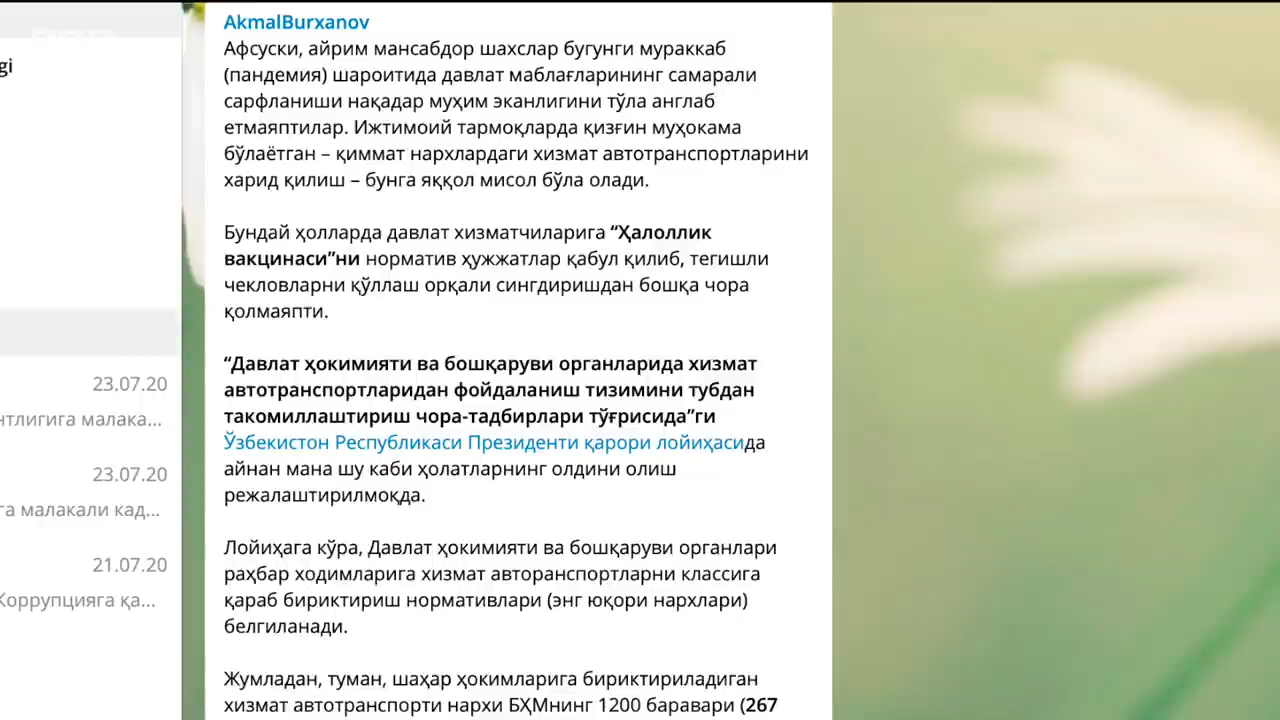 gi
23.07.20
нтлигига малака...
23.07.20
га малакали кад...
21.07.20
Коррупцияга қа...
AkmalBurxanov
Афсуски, айрим мансабдор шахслар бугунги мураккаб
(пандемия) шароитида давлат маблағларининг самарали
сарфланиши нақадар муҳим эканлигини тўла англаб
етмаяптилар. Ижтимоий тармоқларда қизғин муҳокама
бўлаётган – қиммат нархлардаги хизмат автотранспортларини
харид қилиш – бунга яққол мисол бўла олади.
Бундай ҳолларда давлат хизматчиларига “Ҳалоллик
вакцинаси”ни норматив ҳужжатлар қабул қилиб, тегишли
чекловларни қўллаш орқали сингдиришдан бошқа чора
қолмаяпти.
“Давлат ҳокимияти ва бошқаруви органларида хизмат
автотранспортларидан фойдаланиш тизимини тубдан
такомиллаштириш чора-тадбирлари тўғрисида”ги
Ўзбекистон Республикаси Президенти қарори лойиҳасида
айнан мана шу каби ҳолатларнинг олдини олиш
режалаштирилмоқда.
Лойиҳага кўра, Давлат ҳокимияти ва бошқаруви органлари
раҳбар ходимларига хизмат авторанспортларни классига
қараб бириктириш нормативлари (энг юқори нархлари)
белгиланади.
Жумладан, туман, шаҳар ҳокимларига бириктириладиган
хизмат автотранспорти нархи БҲМнинг 1200 баравари (267